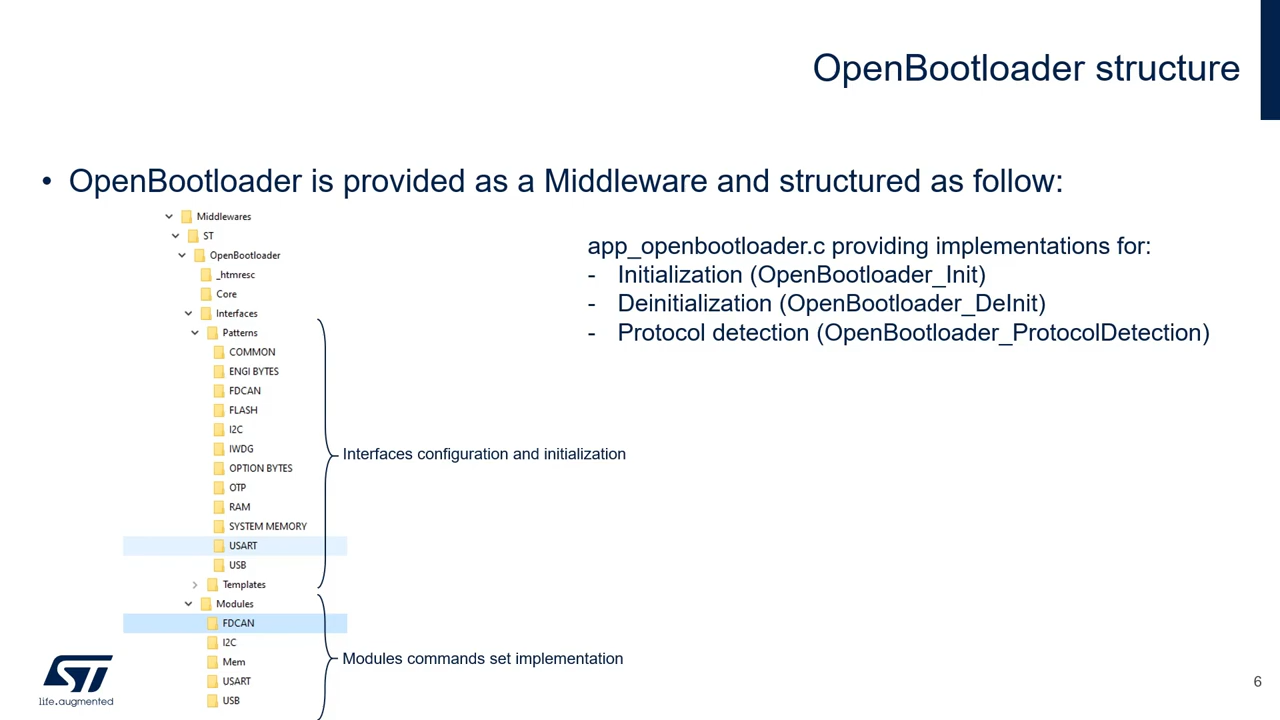 OpenBootloader structure
• OpenBootloader is provided as a Middleware and structured as follow:
Middlewares
ST
OpenBootloader
_htmresc
Core
Interfaces
Patterns
COMMON
ENGI BYTES
FDCAN
FLASH
I2C
IWDG
OPTION BYTES
OTP
RAM
SYSTEM MEMORY
USART
USB
Templates
Modules
FDCAN
I2C
Mem
USART
USB
Interfaces configuration and initialization
Modules commands set implementation
app_openbootloader.c providing implementations for:
- Initialization (OpenBootloader_Init)
- Deinitialization (OpenBootloader_DeInit)
- Protocol detection (OpenBootloader_ProtocolDetection)
ST
life.augmented
6